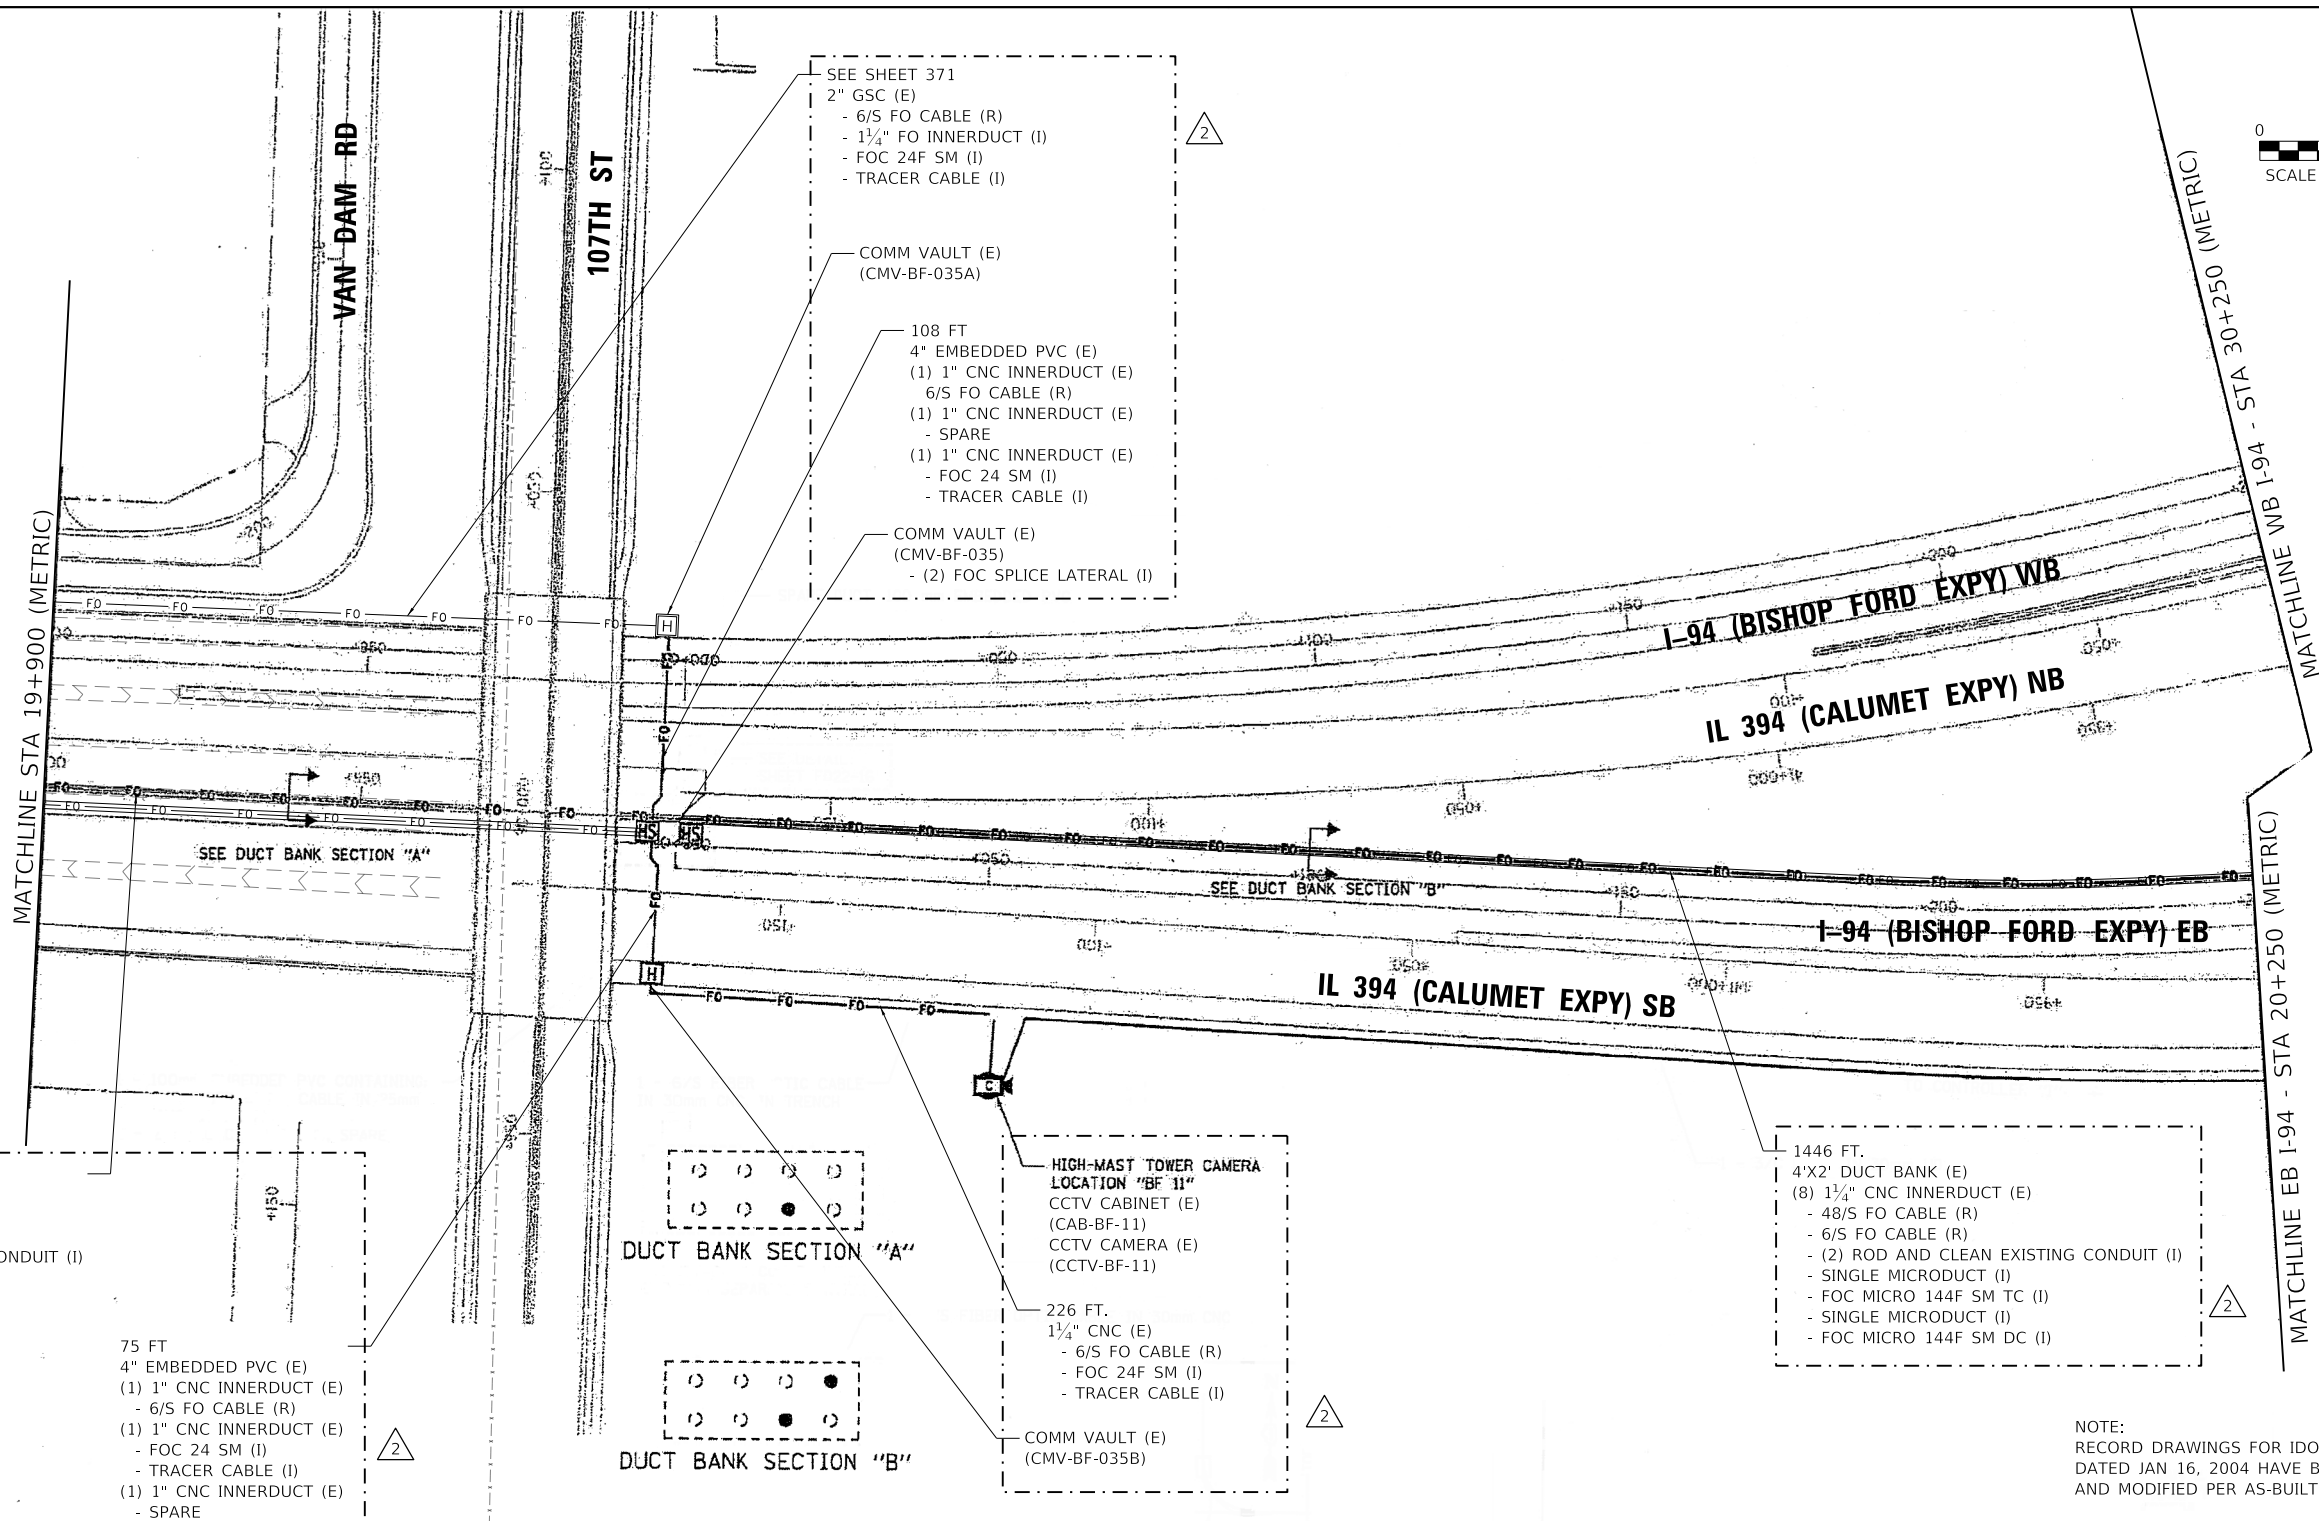 SEE SHEET 371
2" GSC (E)
- 6/S FO CABLE (R)
- 1¼" FO INNERDUCT (I)
- FOC 24F SM (I)
- TRACER CABLE (I)
2
COMM VAULT (E)
(CMV-BF-035A)
108 FT
4" EMBEDDED PVC (E)
(1) 1" CNC INNERDUCT (E)
6/S FO CABLE (R)
(1) 1" CNC INNERDUCT (E)
- SPARE
(1) 1" CNC INNERDUCT (E)
- FOC 24 SM (I)
- TRACER CABLE (I)
COMM VAULT (E)
(CMV-BF-035)
- (2) FOC SPLICE LATERAL (I)
VAN DAM RD
107TH ST
0
SCALE
MATCHLINE WB I-94 - STA 30+250 (METRIC)
MATCHLINE STA 19+900 (METRIC)
I-94 (BISHOP FORD EXPY) WB
IL 394 (CALUMET EXPY) NB
H
HS
HS
H
C
SEE DUCT BANK SECTION "A"
SEE DUCT BANK SECTION "B"
I-94 (BISHOP FORD EXPY) EB
IL 394 (CALUMET EXPY) SB
MATCHLINE EB I-94 - STA 20+250 (METRIC)
+150
DUCT BANK SECTION "A"
DUCT BANK SECTION "B"
HIGH-MAST TOWER CAMERA
LOCATION "BF 11"
CCTV CABINET (E)
(CAB-BF-11)
CCTV CAMERA (E)
(CCTV-BF-11)
226 FT.
1¼" CNC (E)
- 6/S FO CABLE (R)
- FOC 24F SM (I)
- TRACER CABLE (I)
2
COMM VAULT (E)
(CMV-BF-035B)
1446 FT.
4'X2' DUCT BANK (E)
(8) 1¼" CNC INNERDUCT (E)
- 48/S FO CABLE (R)
- 6/S FO CABLE (R)
- (2) ROD AND CLEAN EXISTING CONDUIT (I)
- SINGLE MICRODUCT (I)
- FOC MICRO 144F SM TC (I)
- SINGLE MICRODUCT (I)
- FOC MICRO 144F SM DC (I)
2
ONDUIT (I)
75 FT
4" EMBEDDED PVC (E)
(1) 1" CNC INNERDUCT (E)
- 6/S FO CABLE (R)
(1) 1" CNC INNERDUCT (E)
- FOC 24 SM (I)
- TRACER CABLE (I)
(1) 1" CNC INNERDUCT (E)
- SPARE
2
NOTE:
RECORD DRAWINGS FOR IDO
DATED JAN 16, 2004 HAVE B
AND MODIFIED PER AS-BUILT